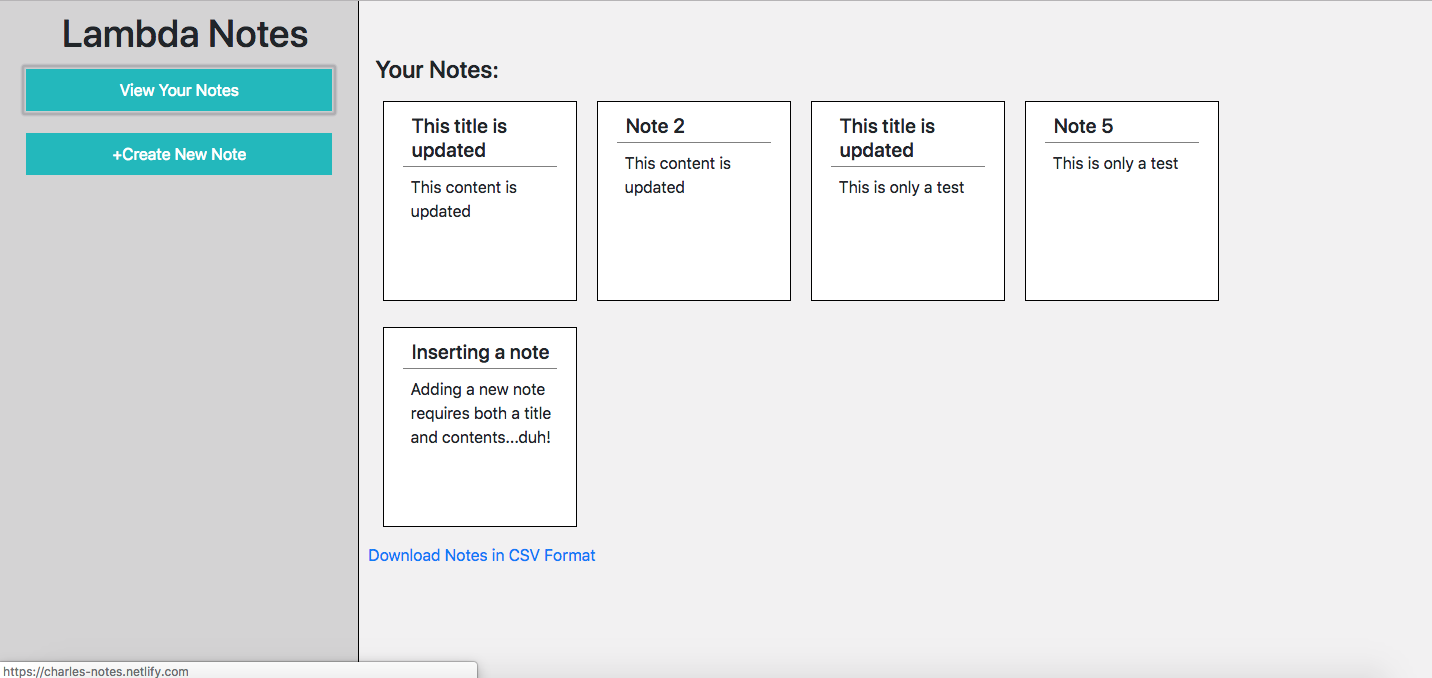 Lambda Notes
View Your Notes
+Create New Note
Your Notes:
This title is
updated
This content is
updated
Note 2
This content is
updated
This title is
updated
This is only a test
Note 5
This is only a test
Inserting a note
Adding a new note
requires both a title
and contents...duh!
Download Notes in CSV Format
https://charles-notes.netlify.com